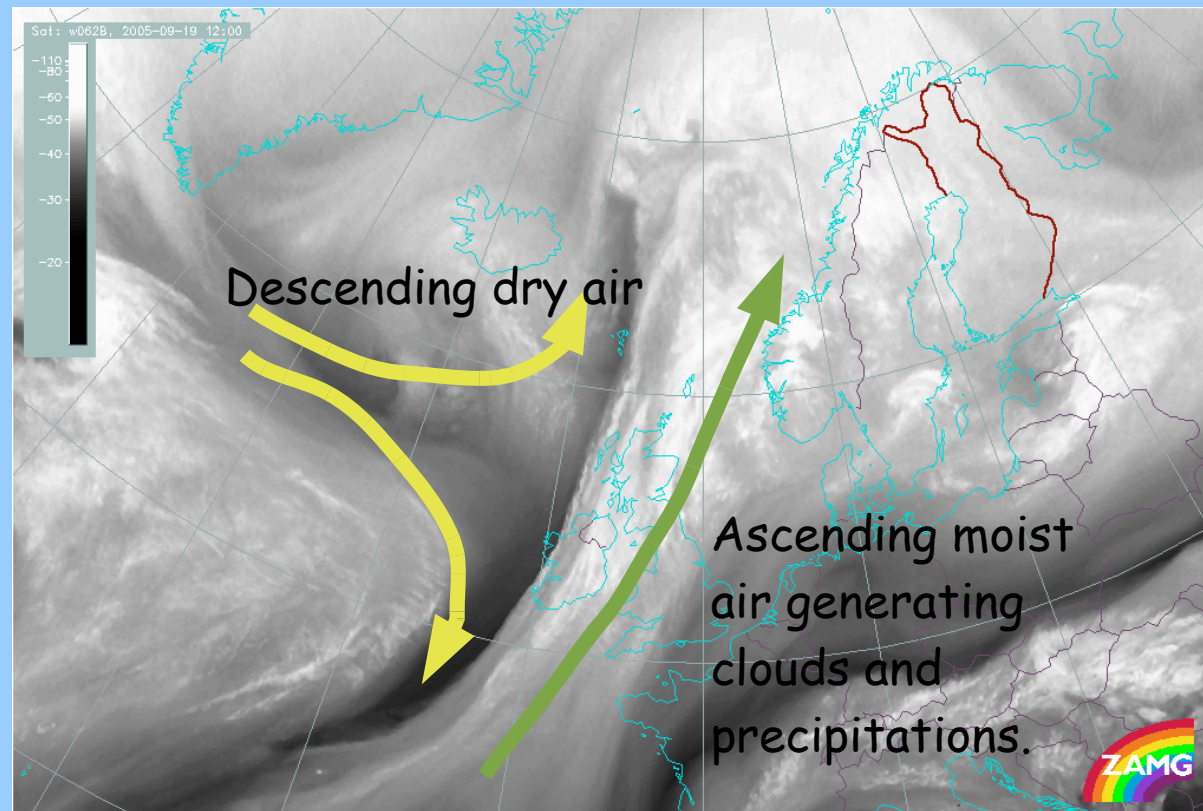 Sat: w062B, 2005-09-19 12:00
-110
-80
-60
-50
-40
-30
-20
Descending dry air
Ascending moist
air generating
clouds and
precipitations.
ZAMG